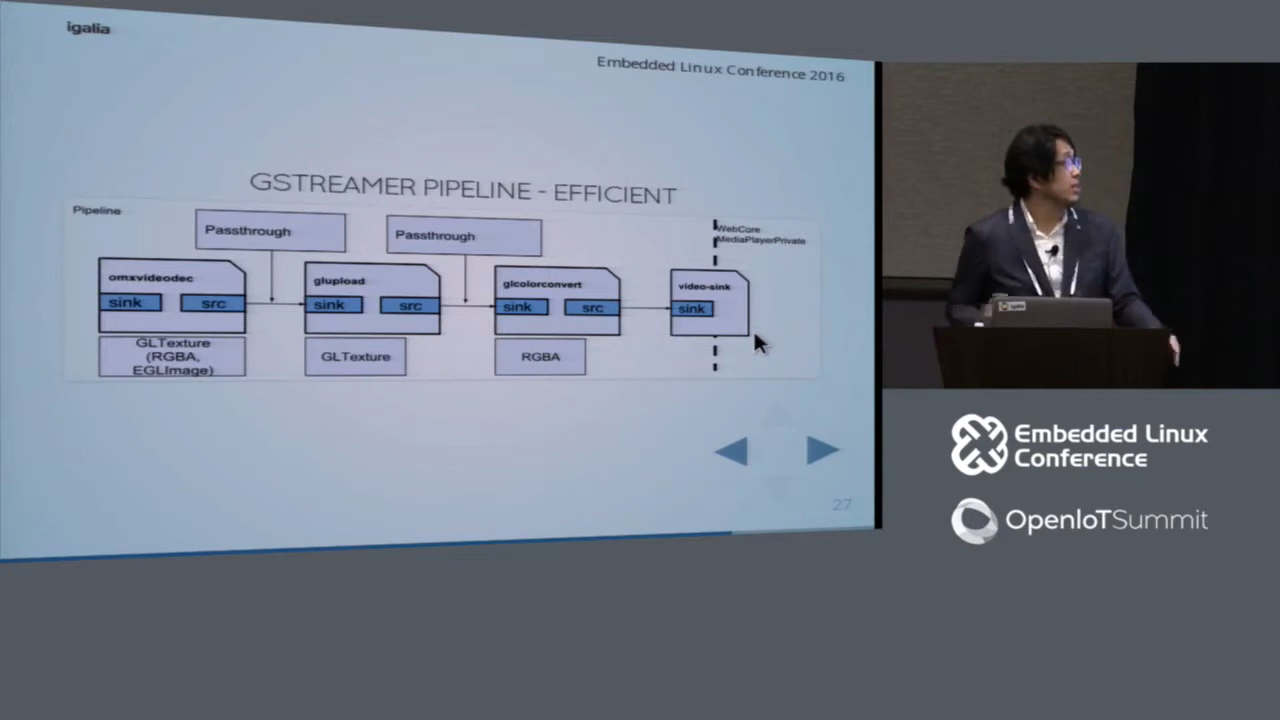 igalia
Embedded Linux Conference 2016
GSTREAMER PIPELINE - EFFICIENT
Pipeline
Passthrough
Passthrough
WebCore
MediaPlayerPrivate
omxvideodec
sink
src
glupload
sink
src
glcolorconvert
sink
src
video-sink
sink
GLTexture
(RGBA,
EGLImage)
GLTexture
RGBA
27
Embedded Linux
Conference
OpenIoTSummit